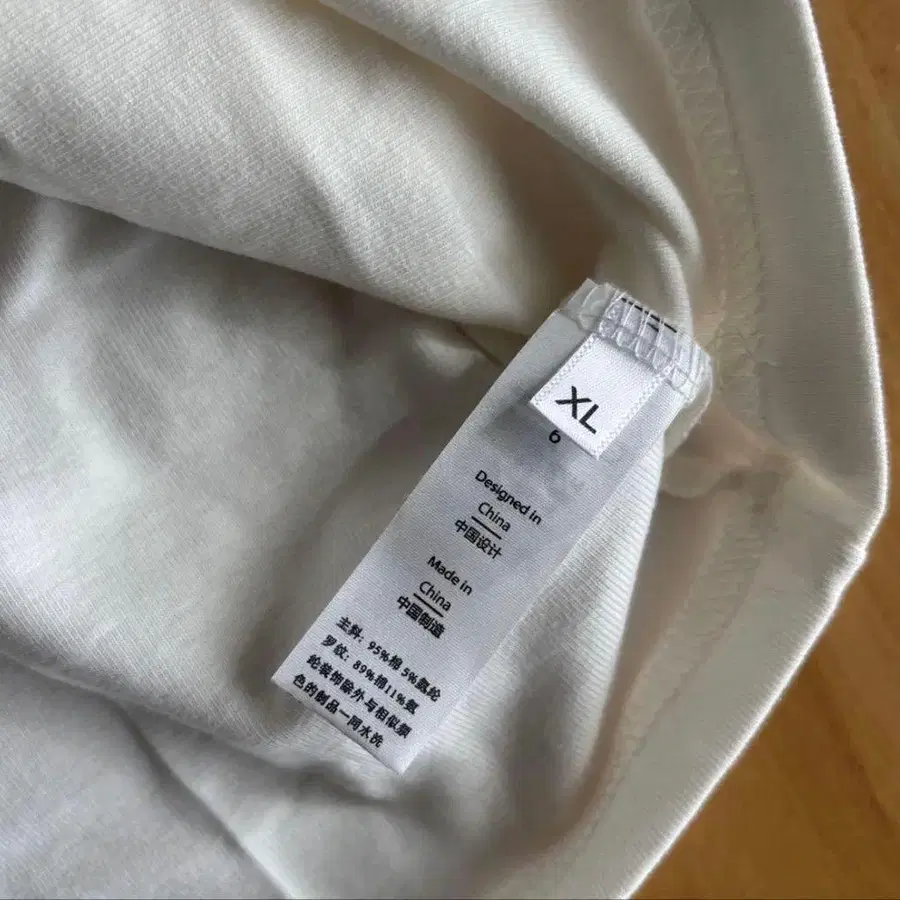 XL
6
Designed in
China
中国设计
Made in
China
中国制造
主料: 95%棉 5%氨纶
罗纹: 89%棉11%氨
纶装饰除外与相似颜
色的制品一同水洗